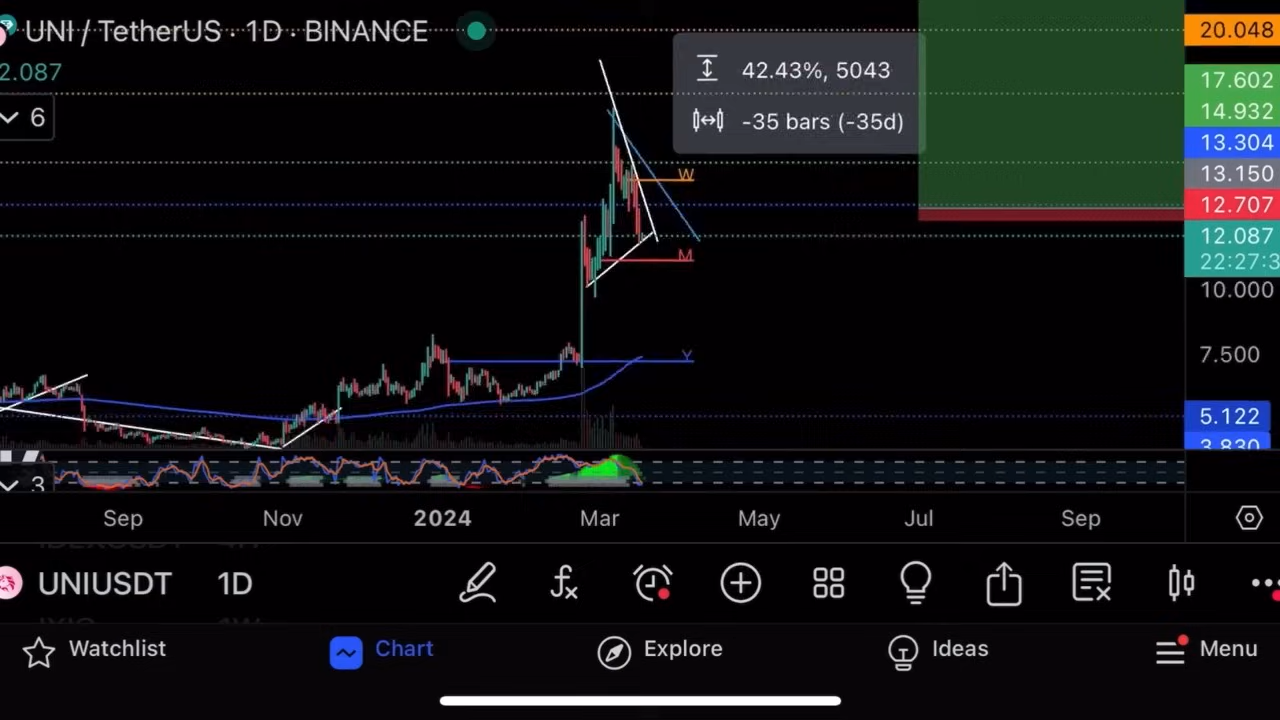 UNI / TetherUS · 1D · BINANCE
2.087
6
42.43%, 5043
-35 bars (-35d)
W
M
Y
20.048
17.602
14.932
13.304
13.150
12.707
12.087
22:27:3
10.000
7.500
5.122
3.830
3
Sep
Nov
2024
Mar
May
Jul
Sep
UNIUSDT 1D
Watchlist
Chart
Explore
Ideas
Menu